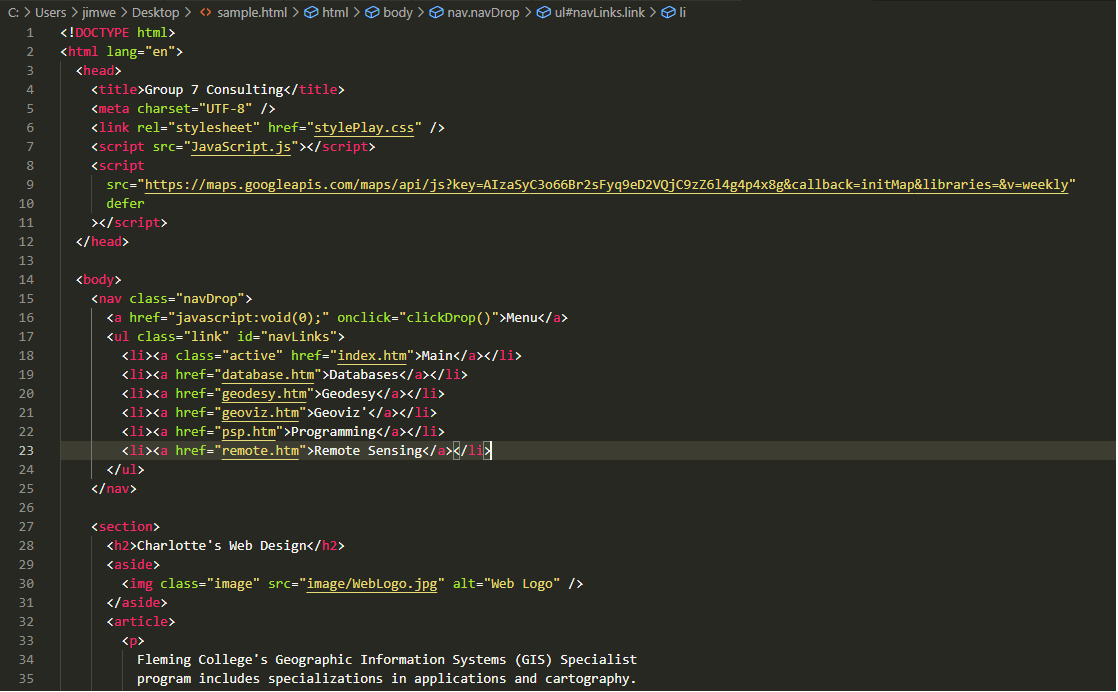 C: > Users > jimwe > Desktop > <> sample.html > html > body > nav.navDrop > ul#navLinks.link > li
1 <!DOCTYPE html>
2 <html lang="en">
3 <head>
4 <title>Group 7 Consulting</title>
5 <meta charset="UTF-8" />
6 <link rel="stylesheet" href="stylePlay.css" />
7 <script src="JavaScript.js"></script>
8 <script
9 src="https://maps.googleapis.com/maps/api/js?key=AIzaSyC3o66Br2sFyq9eD2VQjC9zZ6l4g4p4x8g&callback=initMap&libraries=&v=weekly"
10 defer
11 ></script>
12 </head>
13
14 <body>
15 <nav class="navDrop">
16 <a href="javascript:void(0);" onclick="clickDrop()">Menu</a>
17 <ul class="link" id="navLinks">
18 <li><a class="active" href="index.htm">Main</a></li>
19 <li><a href="database.htm">Databases</a></li>
20 <li><a href="geodesy.htm">Geodesy</a></li>
21 <li><a href="geoviz.htm">Geoviz'</a></li>
22 <li><a href="psp.htm">Programming</a></li>
23 <li><a href="remote.htm">Remote Sensing</a></li>
24 </ul>
25 </nav>
26
27 <section>
28 <h2>Charlotte's Web Design</h2>
29 <aside>
30 <img class="image" src="image/WebLogo.jpg" alt="Web Logo" />
31 </aside>
32 <article>
33 <p>
34 Fleming College's Geographic Information Systems (GIS) Specialist
35 program includes specializations in applications and cartography.